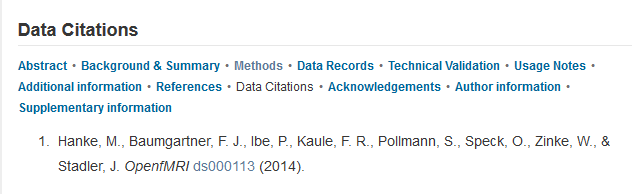 Data Citations
Abstract • Background & Summary • Methods • Data Records • Technical Validation • Usage Notes •
Additional information • References • Data Citations • Acknowledgements • Author information •
Supplementary information
1. Hanke, M., Baumgartner, F. J., Ibe, P., Kaule, F. R., Pollmann, S., Speck, O., Zinke, W., &
Stadler, J. OpenfMRI ds000113 (2014).